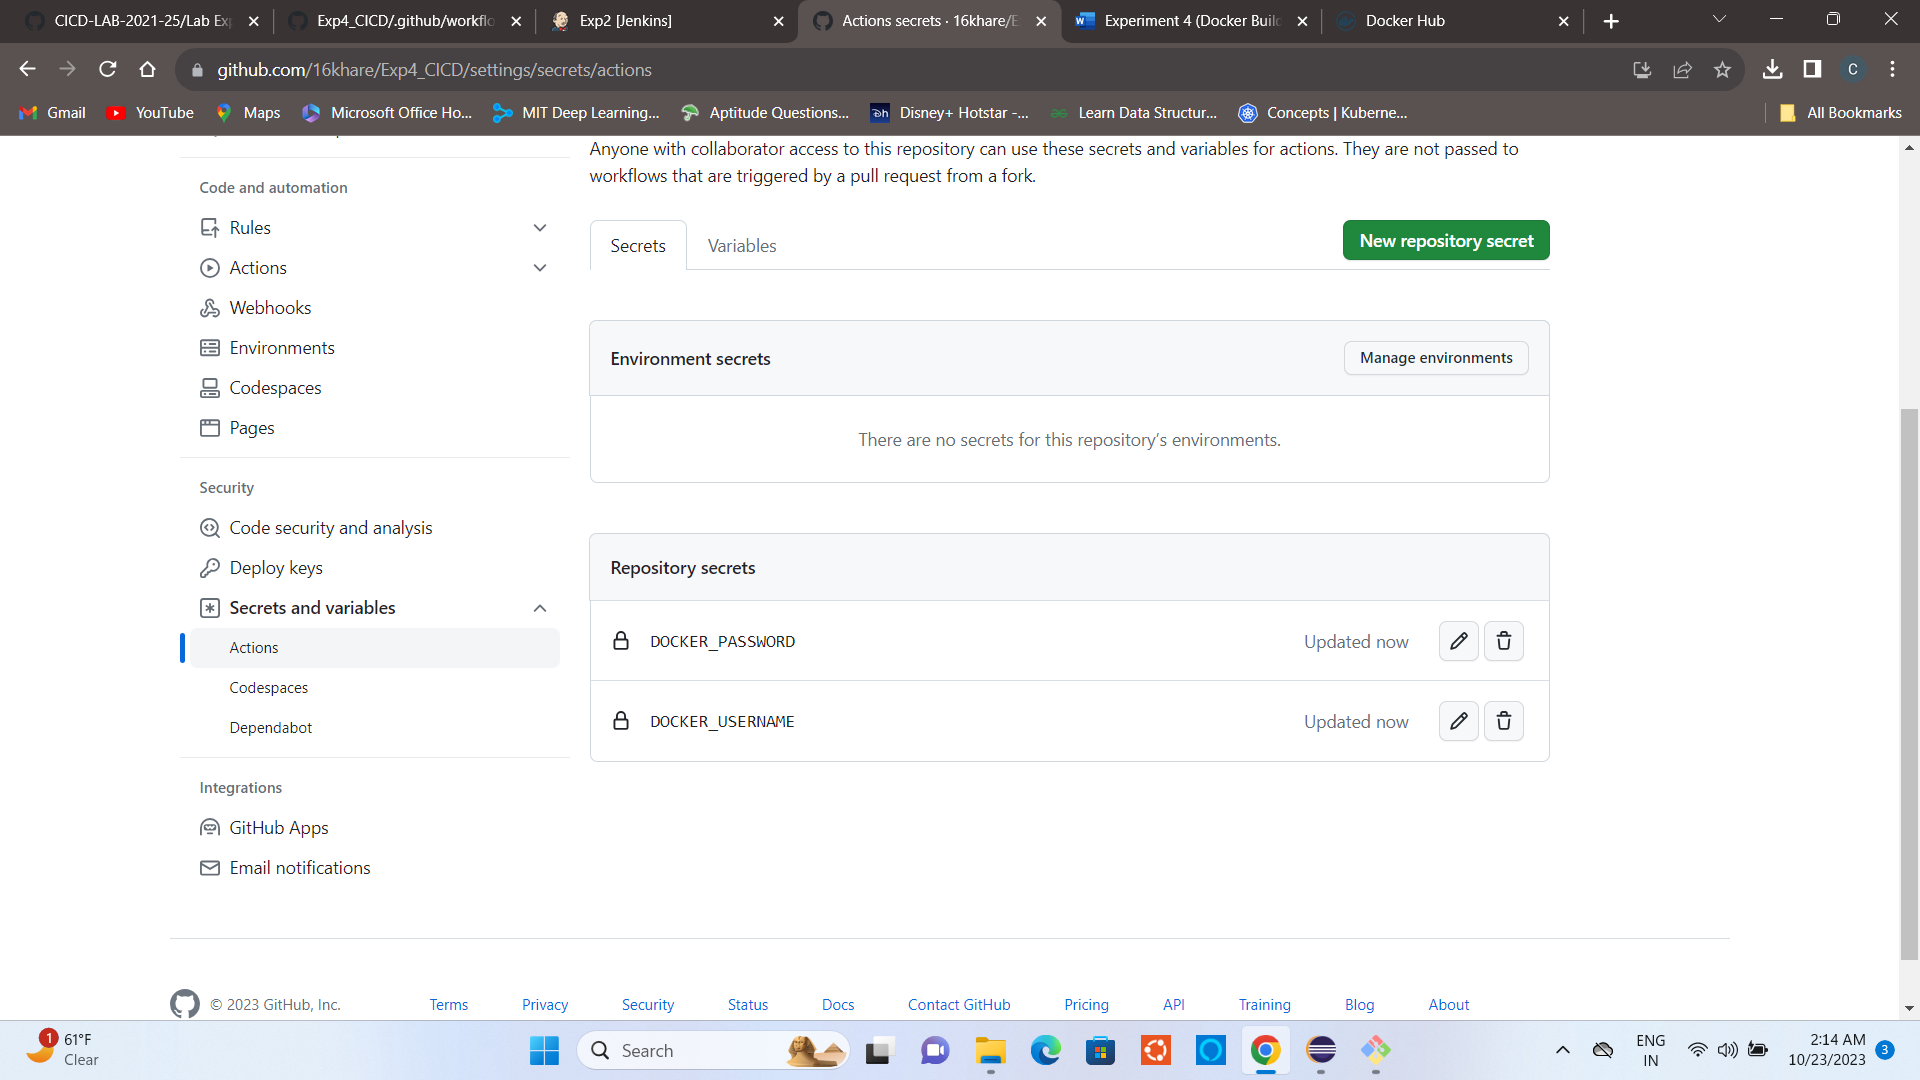 CICD-LAB-2021-25/Lab Exp
Exp4_CICD/.github/workflo
Exp2 [Jenkins]
Actions secrets · 16khare/E
Experiment 4 (Docker Build
Docker Hub
github.com/16khare/Exp4_CICD/settings/secrets/actions
C
Gmail
YouTube
Maps
Microsoft Office Ho...
MIT Deep Learning...
Aptitude Questions...
Disney+ Hotstar -...
Learn Data Structur...
Concepts | Kuberne...
All Bookmarks
Anyone with collaborator access to this repository can use these secrets and variables for actions. They are not passed to
workflows that are triggered by a pull request from a fork.
Code and automation
Rules
Actions
Webhooks
Environments
Codespaces
Pages
Security
Code security and analysis
Deploy keys
Secrets and variables
Actions
Codespaces
Dependabot
Integrations
GitHub Apps
Email notifications
Secrets
Variables
New repository secret
Environment secrets
Manage environments
There are no secrets for this repository’s environments.
Repository secrets
DOCKER_PASSWORD
Updated now
DOCKER_USERNAME
Updated now
© 2023 GitHub, Inc.
Terms
Privacy
Security
Status
Docs
Contact GitHub
Pricing
API
Training
Blog
About
1
61°F
Clear
Search
ENG
IN
2:14 AM
10/23/2023
3